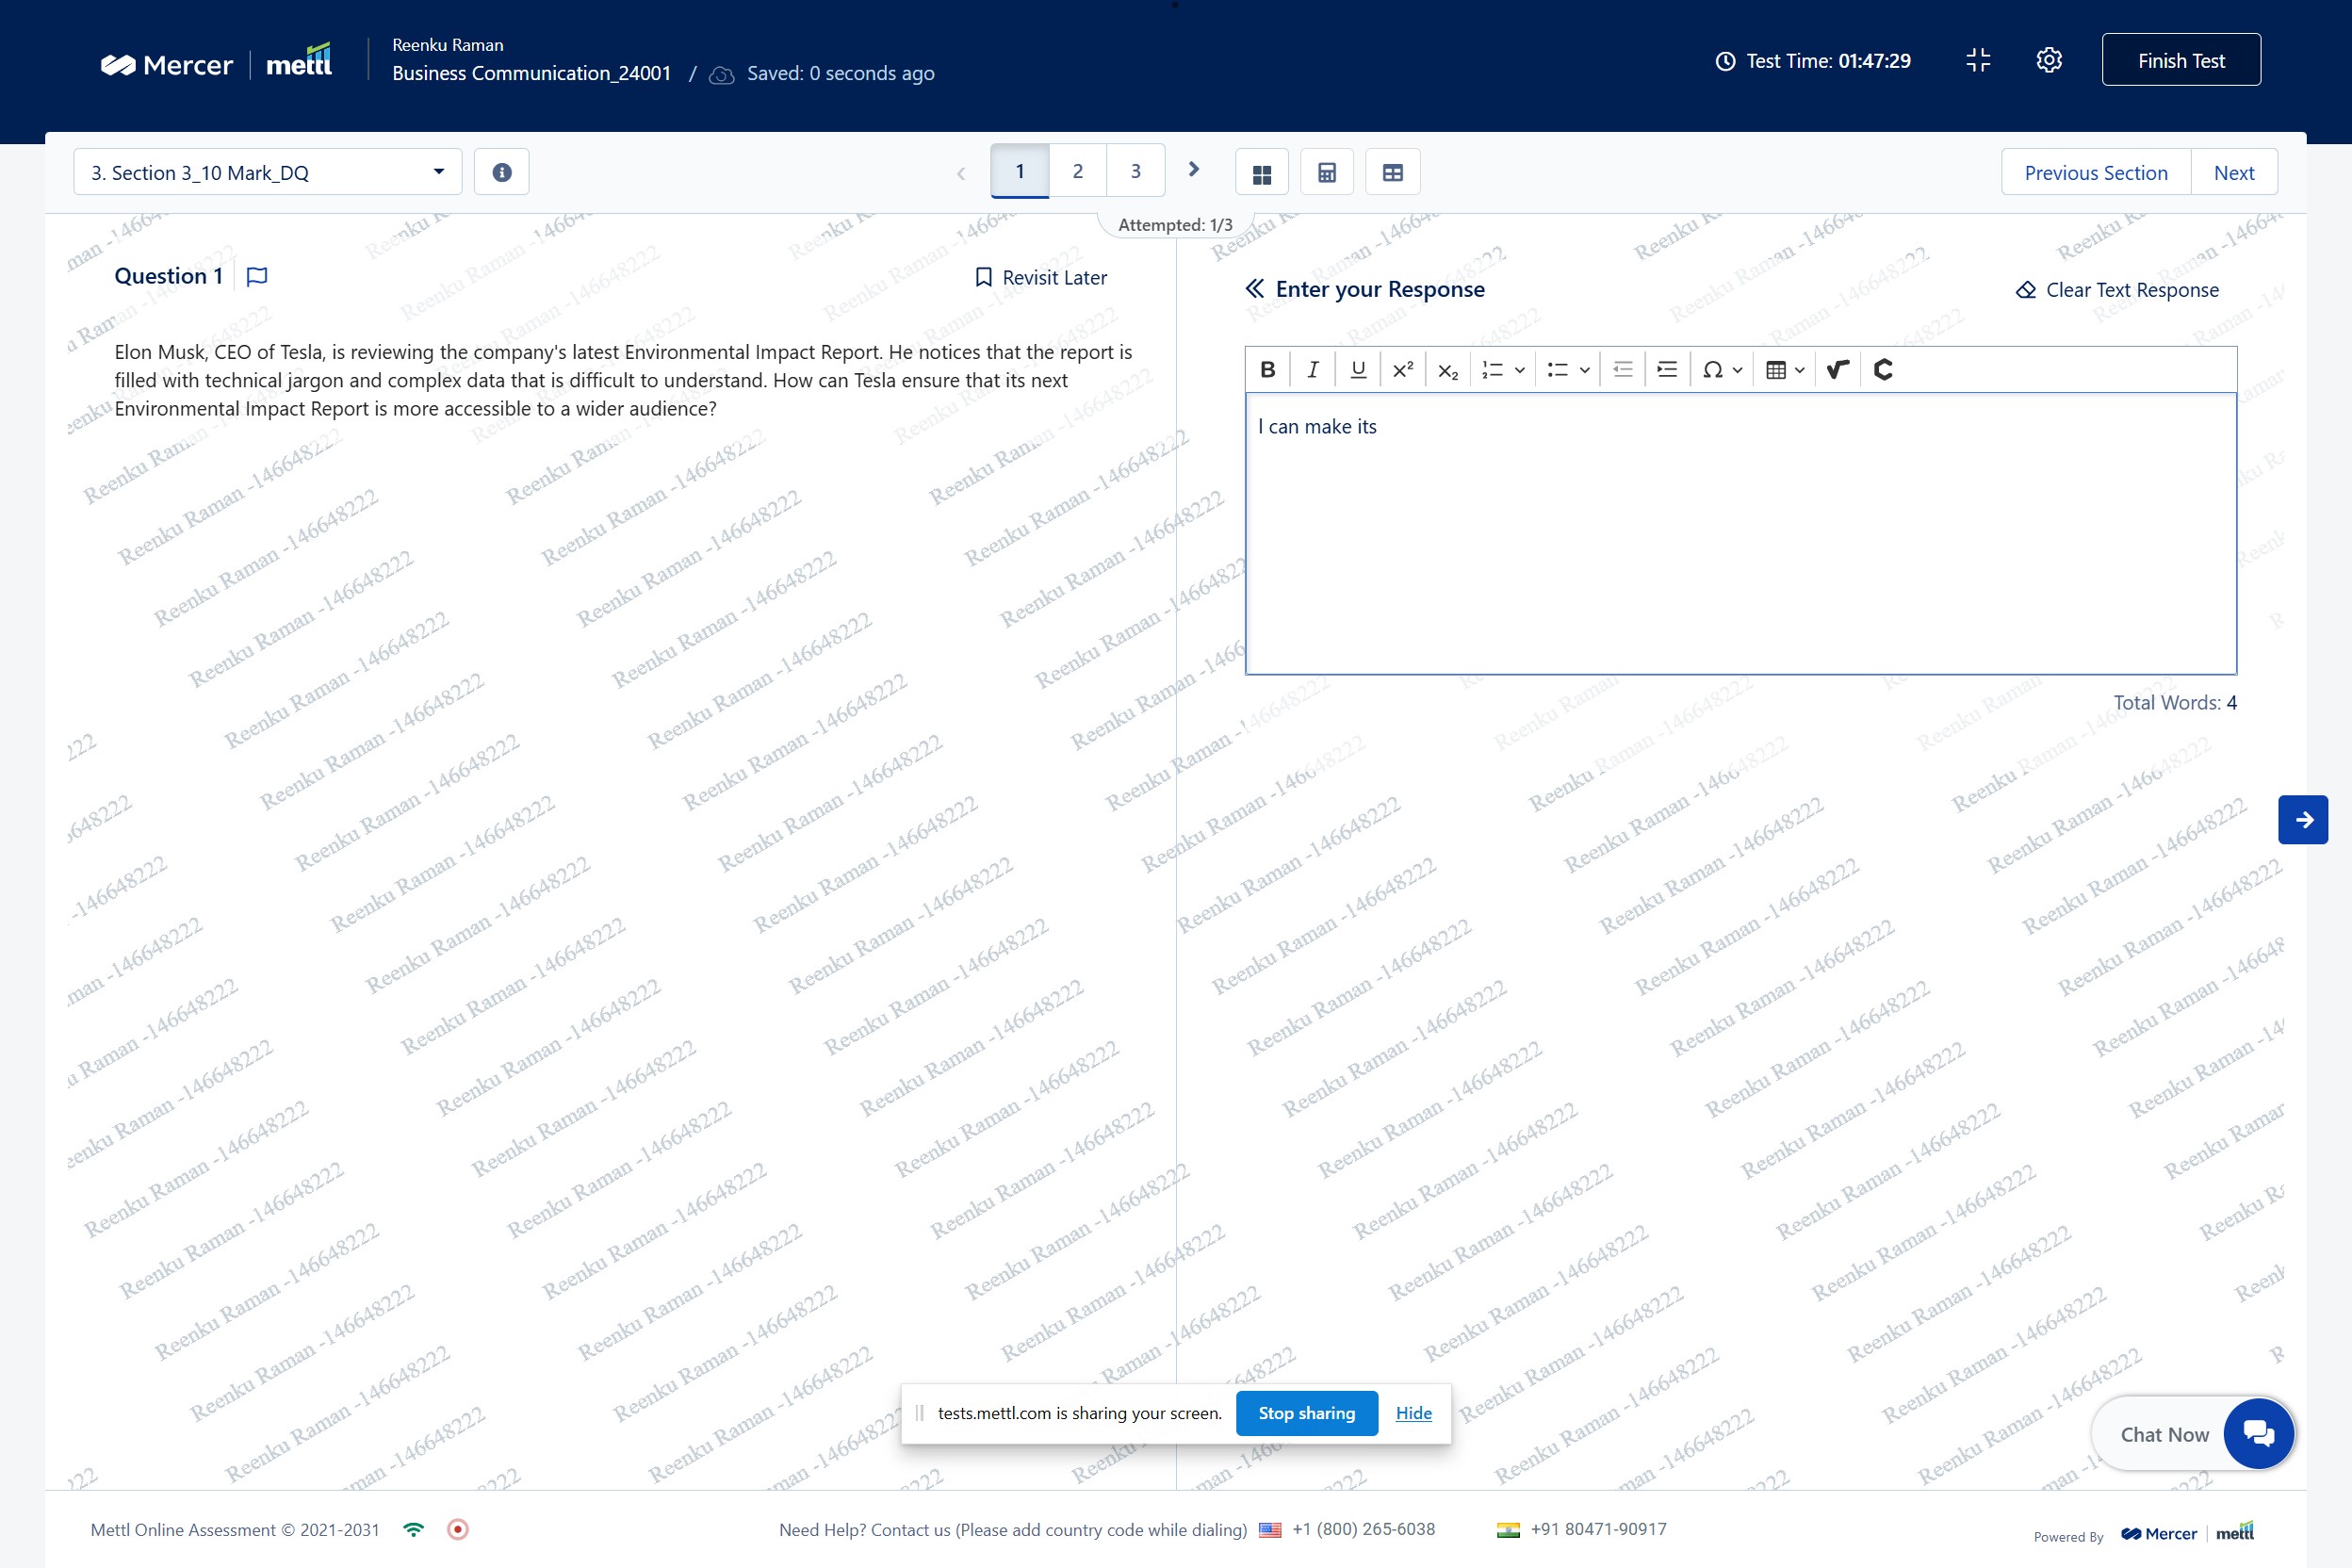 Mercer | mettl
Reenku Raman
Business Communication_24001 / Saved: 0 seconds ago
Test Time: 01:47:29
Finish Test
3. Section 3_10 Mark_DQ
1 2 3
Previous Section Next
Attempted: 1/3
Question 1
Revisit Later
Elon Musk, CEO of Tesla, is reviewing the company's latest Environmental Impact Report. He notices that the report is
filled with technical jargon and complex data that is difficult to understand. How can Tesla ensure that its next
Environmental Impact Report is more accessible to a wider audience?
Enter your Response
Clear Text Response
B I U x² x₂ Ω
I can make its
Total Words: 4
Reenku Raman -146648222
tests.mettl.com is sharing your screen. Stop sharing Hide
Chat Now
Mettl Online Assessment © 2021-2031
Need Help? Contact us (Please add country code while dialing) +1 (800) 265-6038 +91 80471-90917
Powered By Mercer | mettl